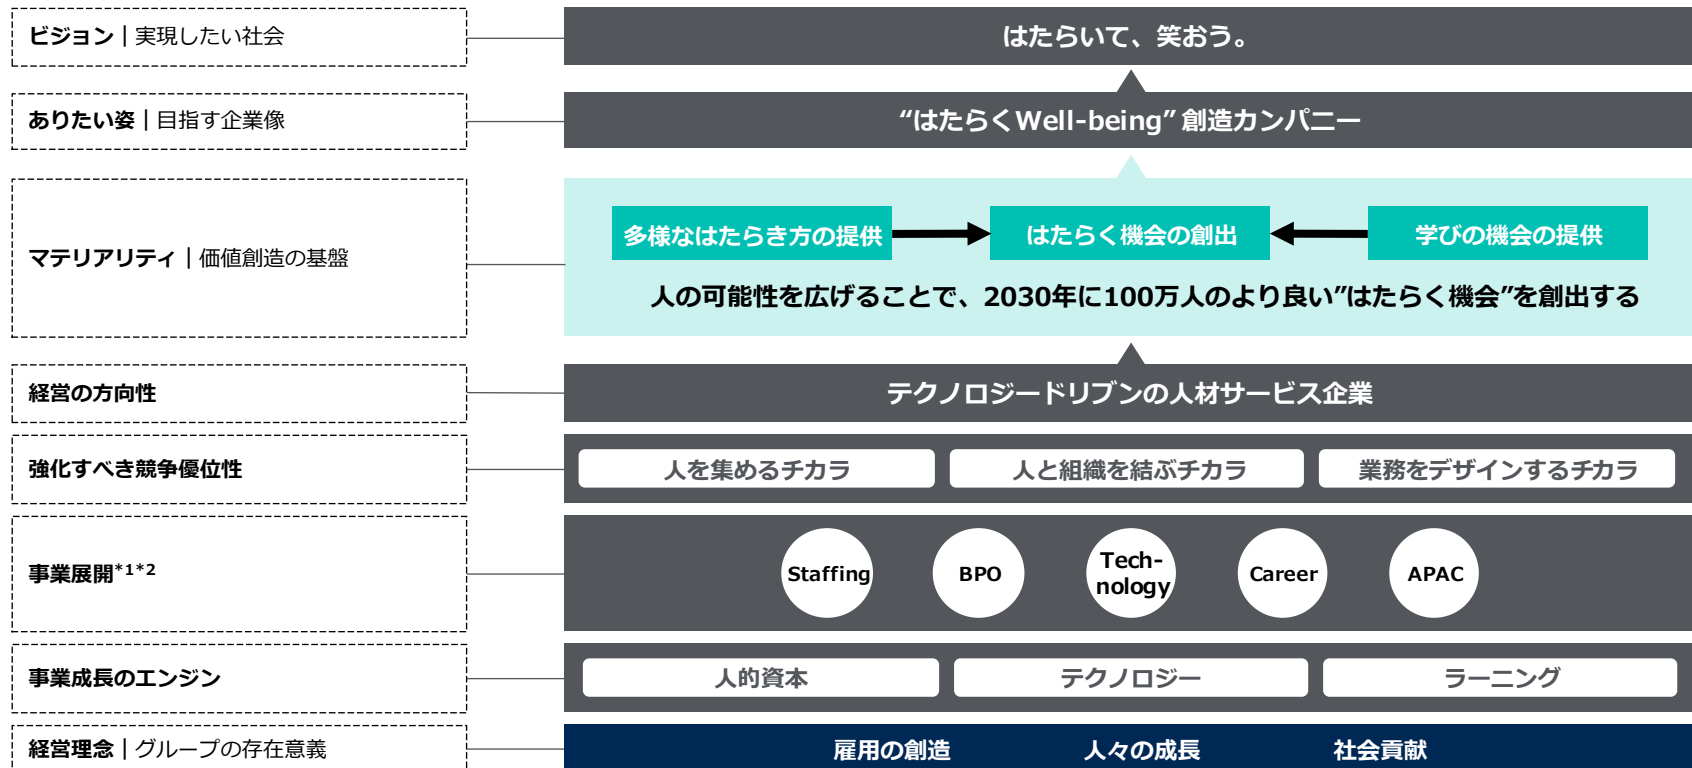 ビジョン｜実現したい社会
はたらいて、笑おう。
ありたい姿｜目指す企業像
“はたらくWell-being” 創造カンパニー
マテリアリティ｜価値創造の基盤
多様なはたらき方の提供
はたらく機会の創出
学びの機会の提供
人の可能性を広げることで、2030年に100万人のより良い”はたらく機会”を創出する
経営の方向性
テクノロジードリブンの人材サービス企業
強化すべき競争優位性
人を集めるチカラ
人と組織を結ぶチカラ
業務をデザインするチカラ
事業展開*1*2
Staffing
BPO
Tech-
nology
Career
APAC
事業成長のエンジン
人的資本
テクノロジー
ラーニング
経営理念｜グループの存在意義
雇用の創造
人々の成長
社会貢献